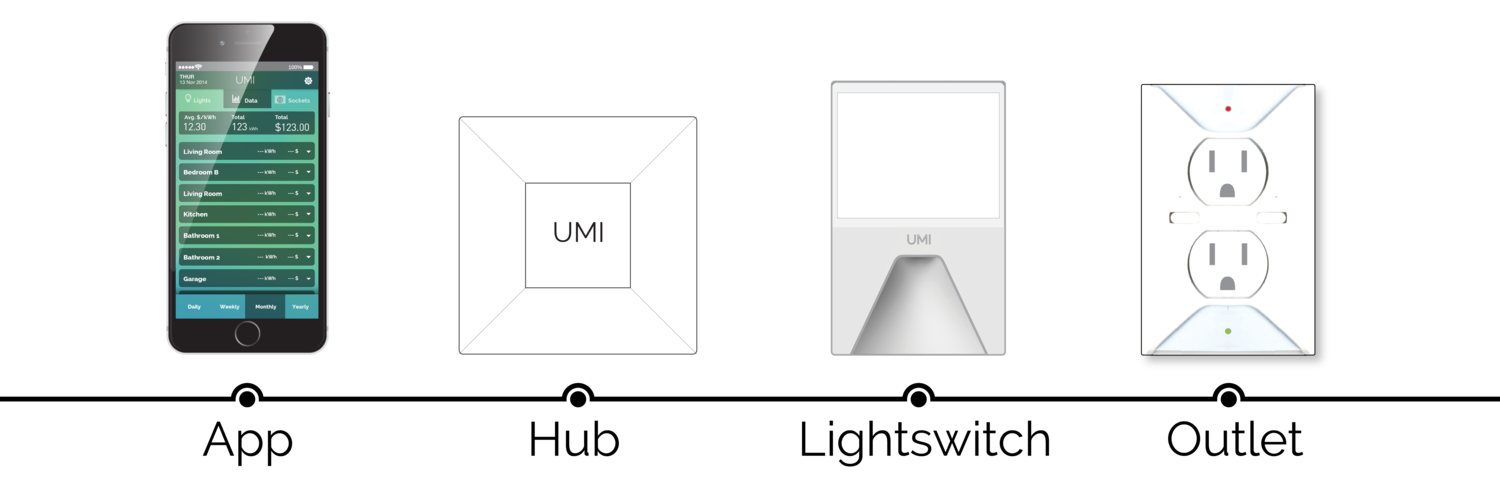 100%
THUR
13 Nov 2014
UMI
Lights
Data
Sockets
Avg. $/kWh
Total
Total
12.30
123 kWh
$123.00
Living Room --- kWh --- $
Bedroom B --- kWh --- $
Living Room --- kWh --- $
Kitchen --- kWh --- $
Bathroom 1 --- kWh --- $
Bathroom 2 --- kWh --- $
Garage --- kWh --- $
Daily Weekly Monthly Yearly
UMI
UMI
App
Hub
Lightswitch
Outlet